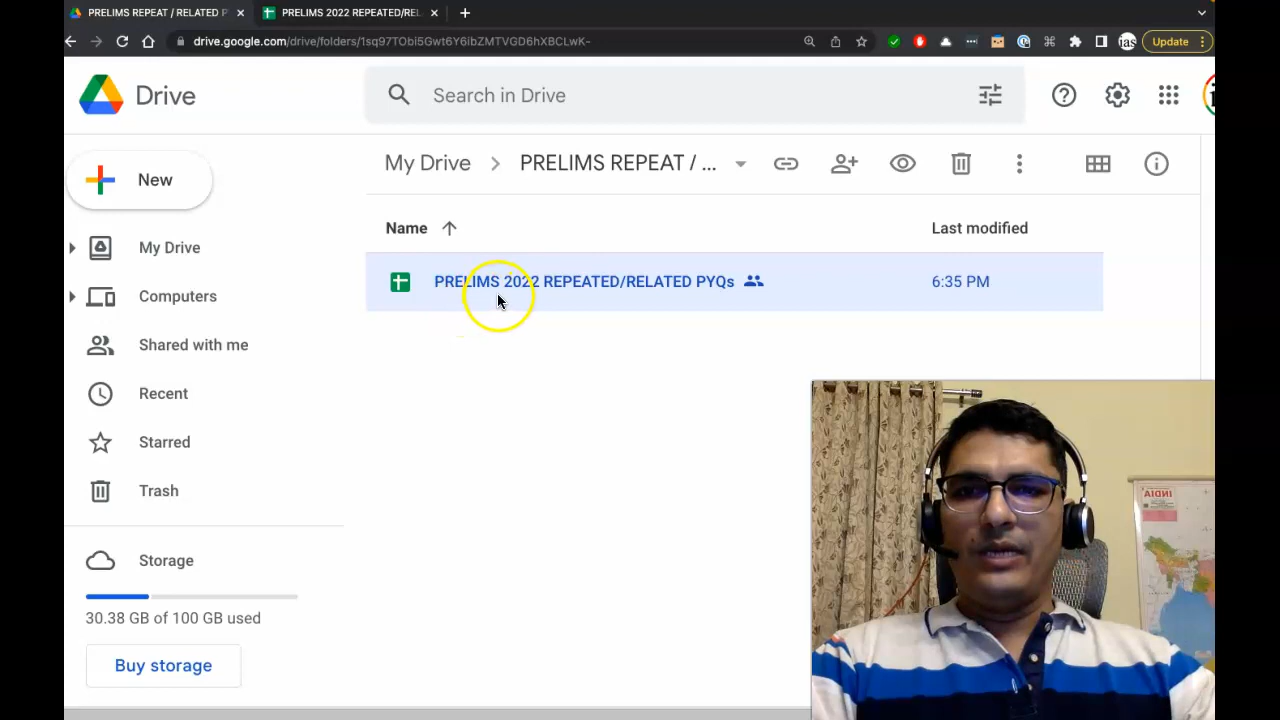 PRELIMS REPEAT / RELATED P
PRELIMS 2022 REPEATED/REL
drive.google.com/drive/folders/1sq97TObi5Gwt6Y6ibZMTVGD6hXBCLwK-
ias
Update
Drive
Search in Drive
New
My Drive
Computers
Shared with me
Recent
Starred
Trash
Storage
30.38 GB of 100 GB used
Buy storage
My Drive > PRELIMS REPEAT / ...
Name
Last modified
PRELIMS 2022 REPEATED/RELATED PYQs
6:35 PM